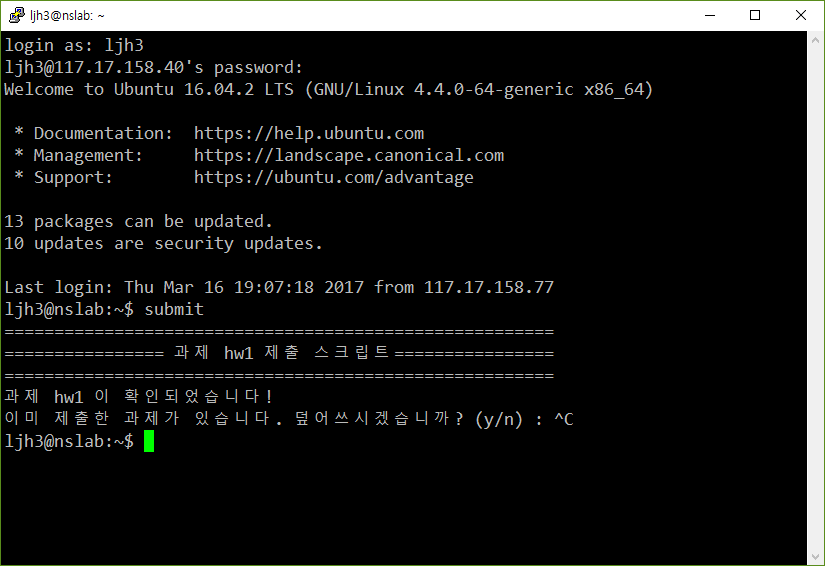 ljh3@nslab: ~
login as: ljh3
ljh3@117.17.158.40's password:
Welcome to Ubuntu 16.04.2 LTS (GNU/Linux 4.4.0-64-generic x86_64)
* Documentation:  https://help.ubuntu.com
* Management:     https://landscape.canonical.com
* Support:        https://ubuntu.com/advantage
13 packages can be updated.
10 updates are security updates.
Last login: Thu Mar 16 19:07:18 2017 from 117.17.158.77
ljh3@nslab:~$ submit
=======================================================
================ 과제 hw1 제출 스크립트================
=======================================================
과제 hw1 이 확인되었습니다!
이미 제출한 과제가 있습니다. 덮어쓰시겠습니까? (y/n) : ^C
ljh3@nslab:~$